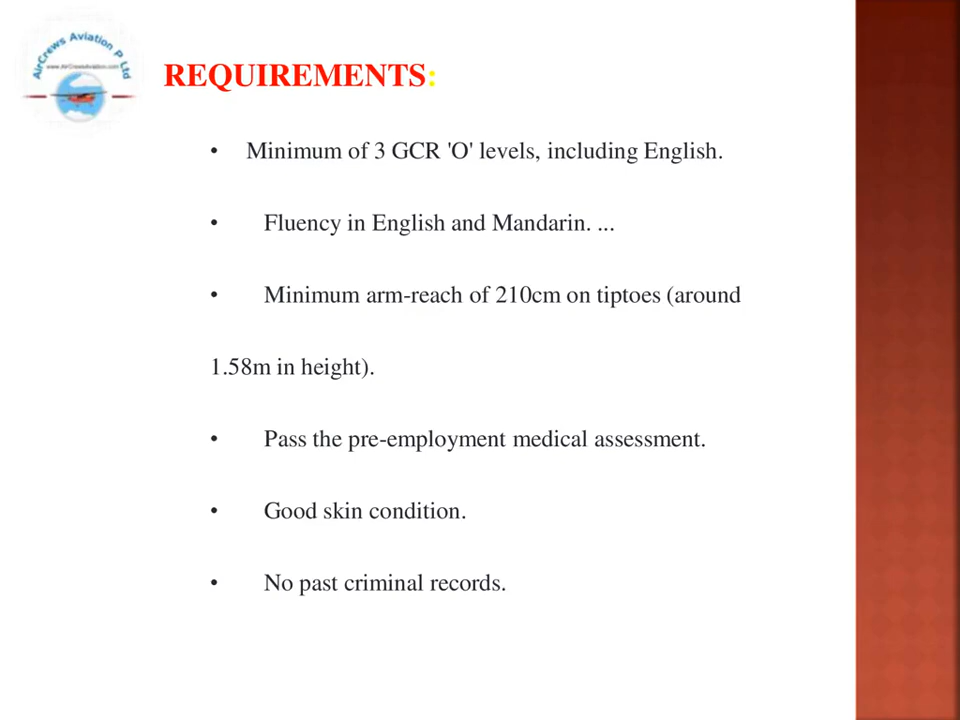 AirCrews Aviation P Ltd
www.AirCrewsAviation.com
REQUIREMENTS:
• Minimum of 3 GCR 'O' levels, including English.
• Fluency in English and Mandarin. ...
• Minimum arm-reach of 210cm on tiptoes (around
1.58m in height).
• Pass the pre-employment medical assessment.
• Good skin condition.
• No past criminal records.